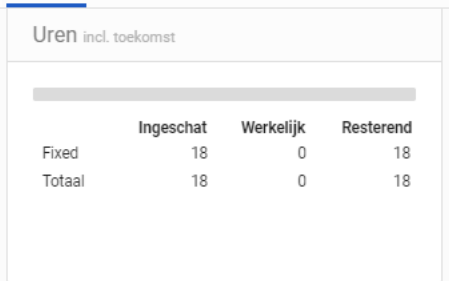 Uren incl. toekomst
Ingeschat Werkelijk Resterend
Fixed 18 0 18
Totaal 18 0 18